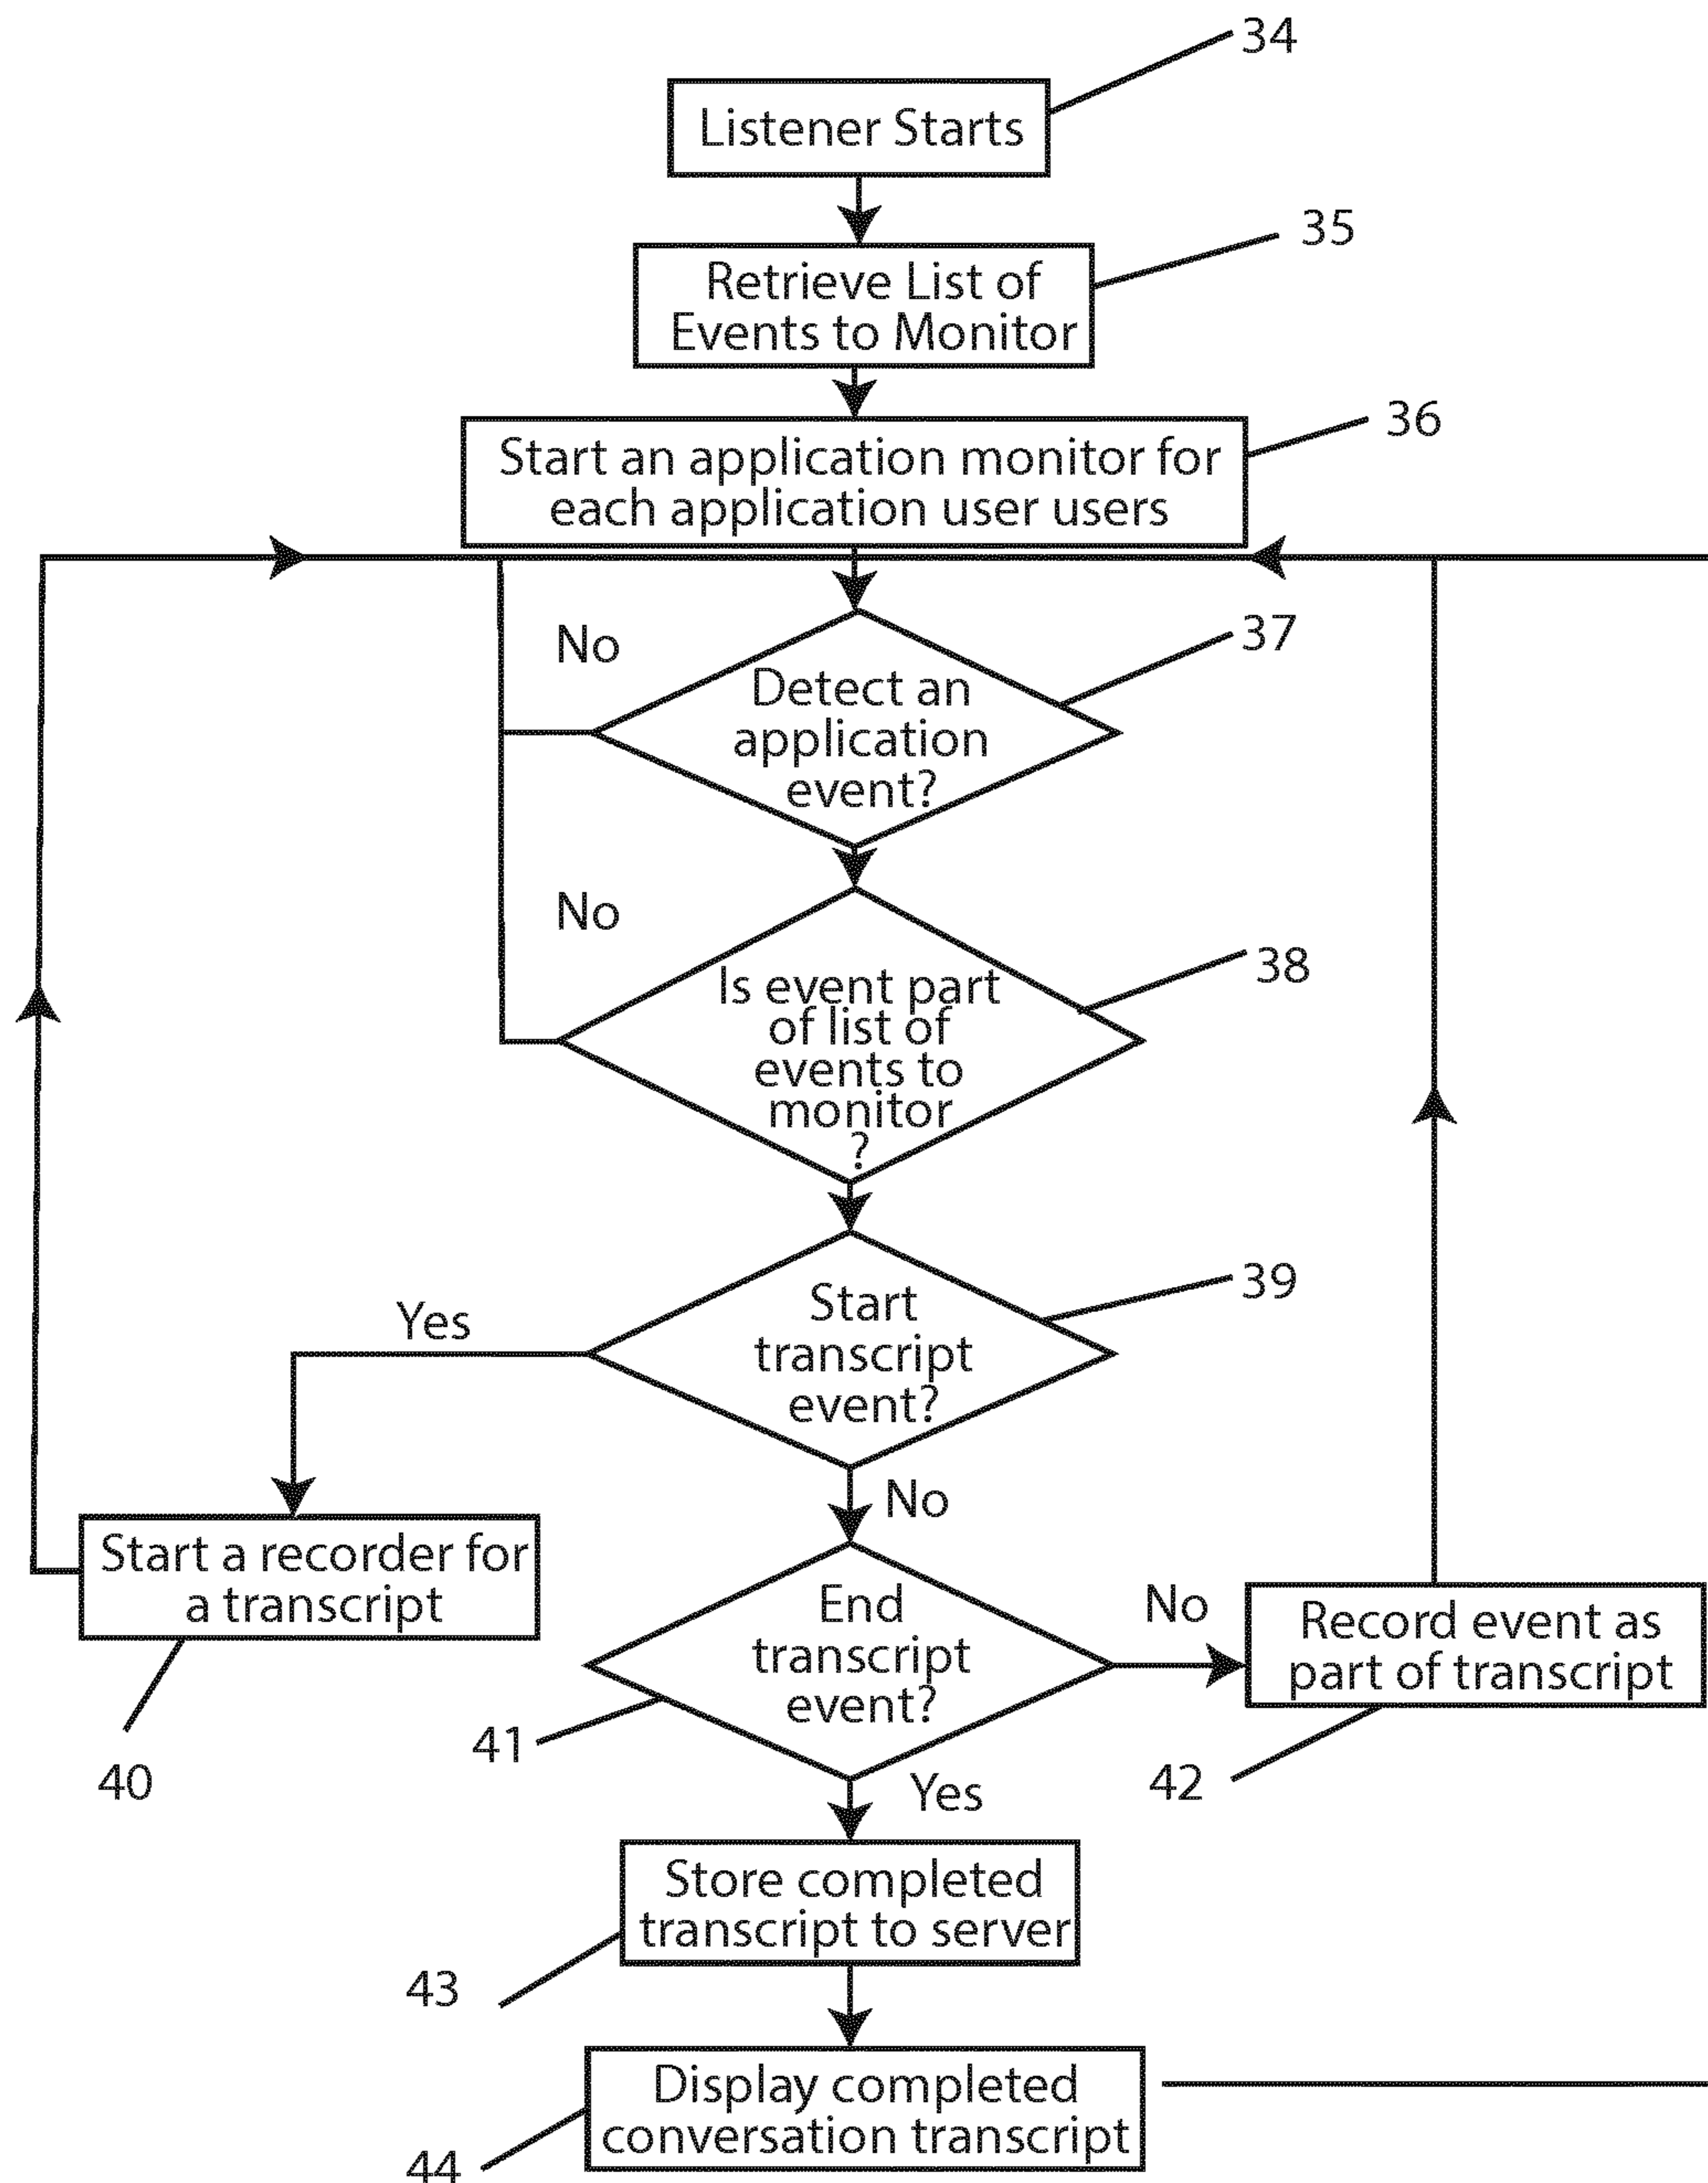 34
Listener Starts
35
Retrieve List of
Events to Monitor
36
Start an application monitor for
each application user users
37
No
Detect an
application
event?
No
38
Is event part
of list of
events to
monitor
?
39
Yes
Start
transcript
event?
No
Start a recorder for
a transcript
40
End
transcript
event?
41
No
Record event as
part of transcript
42
Yes
Store completed
transcript to server
43
Display completed
conversation transcript
44